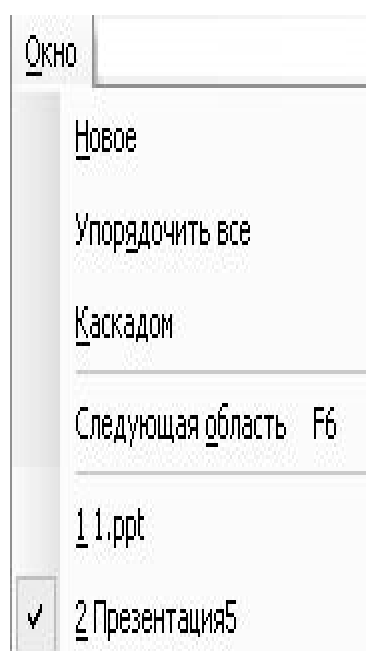 Окно
Новое
Упорядочить все
Каскадом
Следующая область F6
1 1.ppt
2 Презентация5